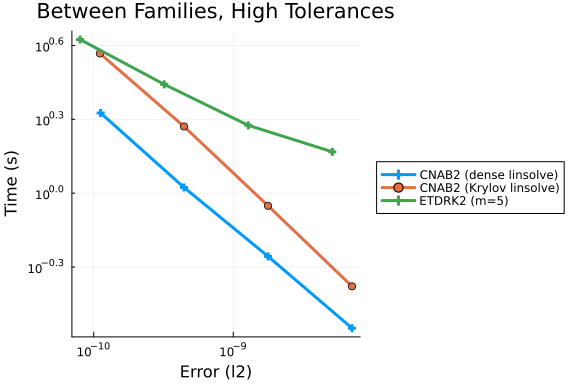 Between Families, High Tolerances
Time (s)
10^0.6
10^0.3
10^0.0
10^−0.3
10^−10
10^−9
Error (l2)
CNAB2 (dense linsolve)
CNAB2 (Krylov linsolve)
ETDRK2 (m=5)